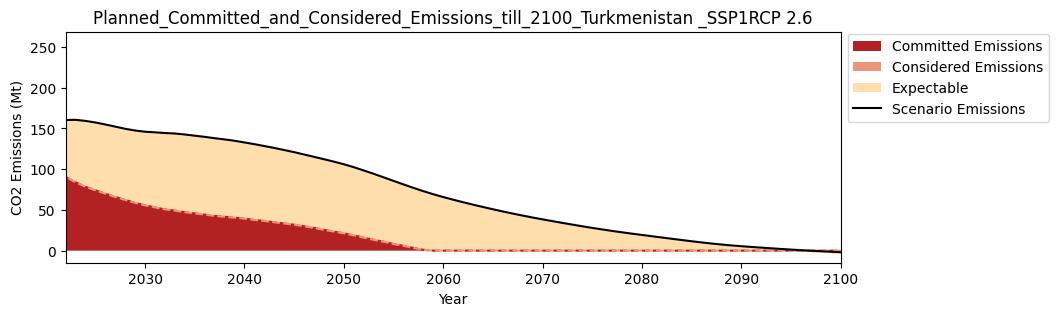 Planned_Committed_and_Considered_Emissions_till_2100_Turkmenistan _SSP1RCP 2.6
250
200
150
100
50
0
CO2 Emissions (Mt)
2030 2040 2050 2060 2070 2080 2090 2100
Year
Committed Emissions
Considered Emissions
Expectable
Scenario Emissions